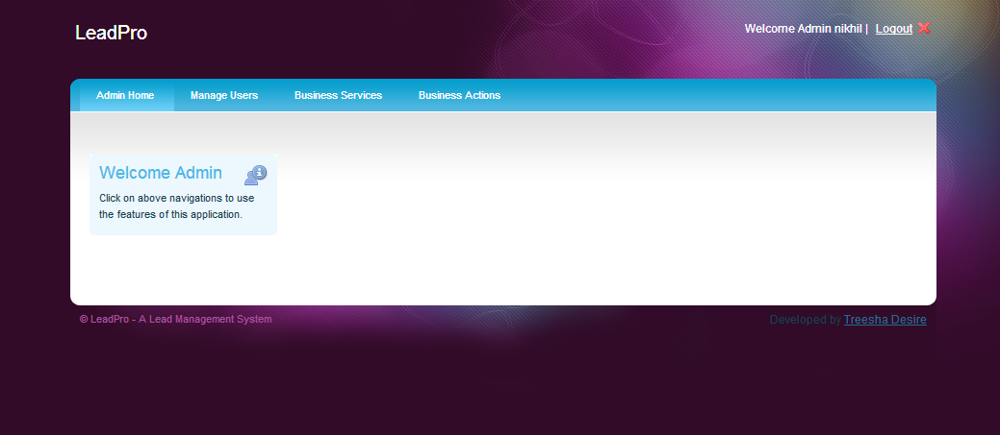 LeadPro
Welcome Admin nikhil | Logout
Admin Home
Manage Users
Business Services
Business Actions
Welcome Admin
Click on above navigations to use
the features of this application.
© LeadPro - A Lead Management System
Developed by Treesha Desire